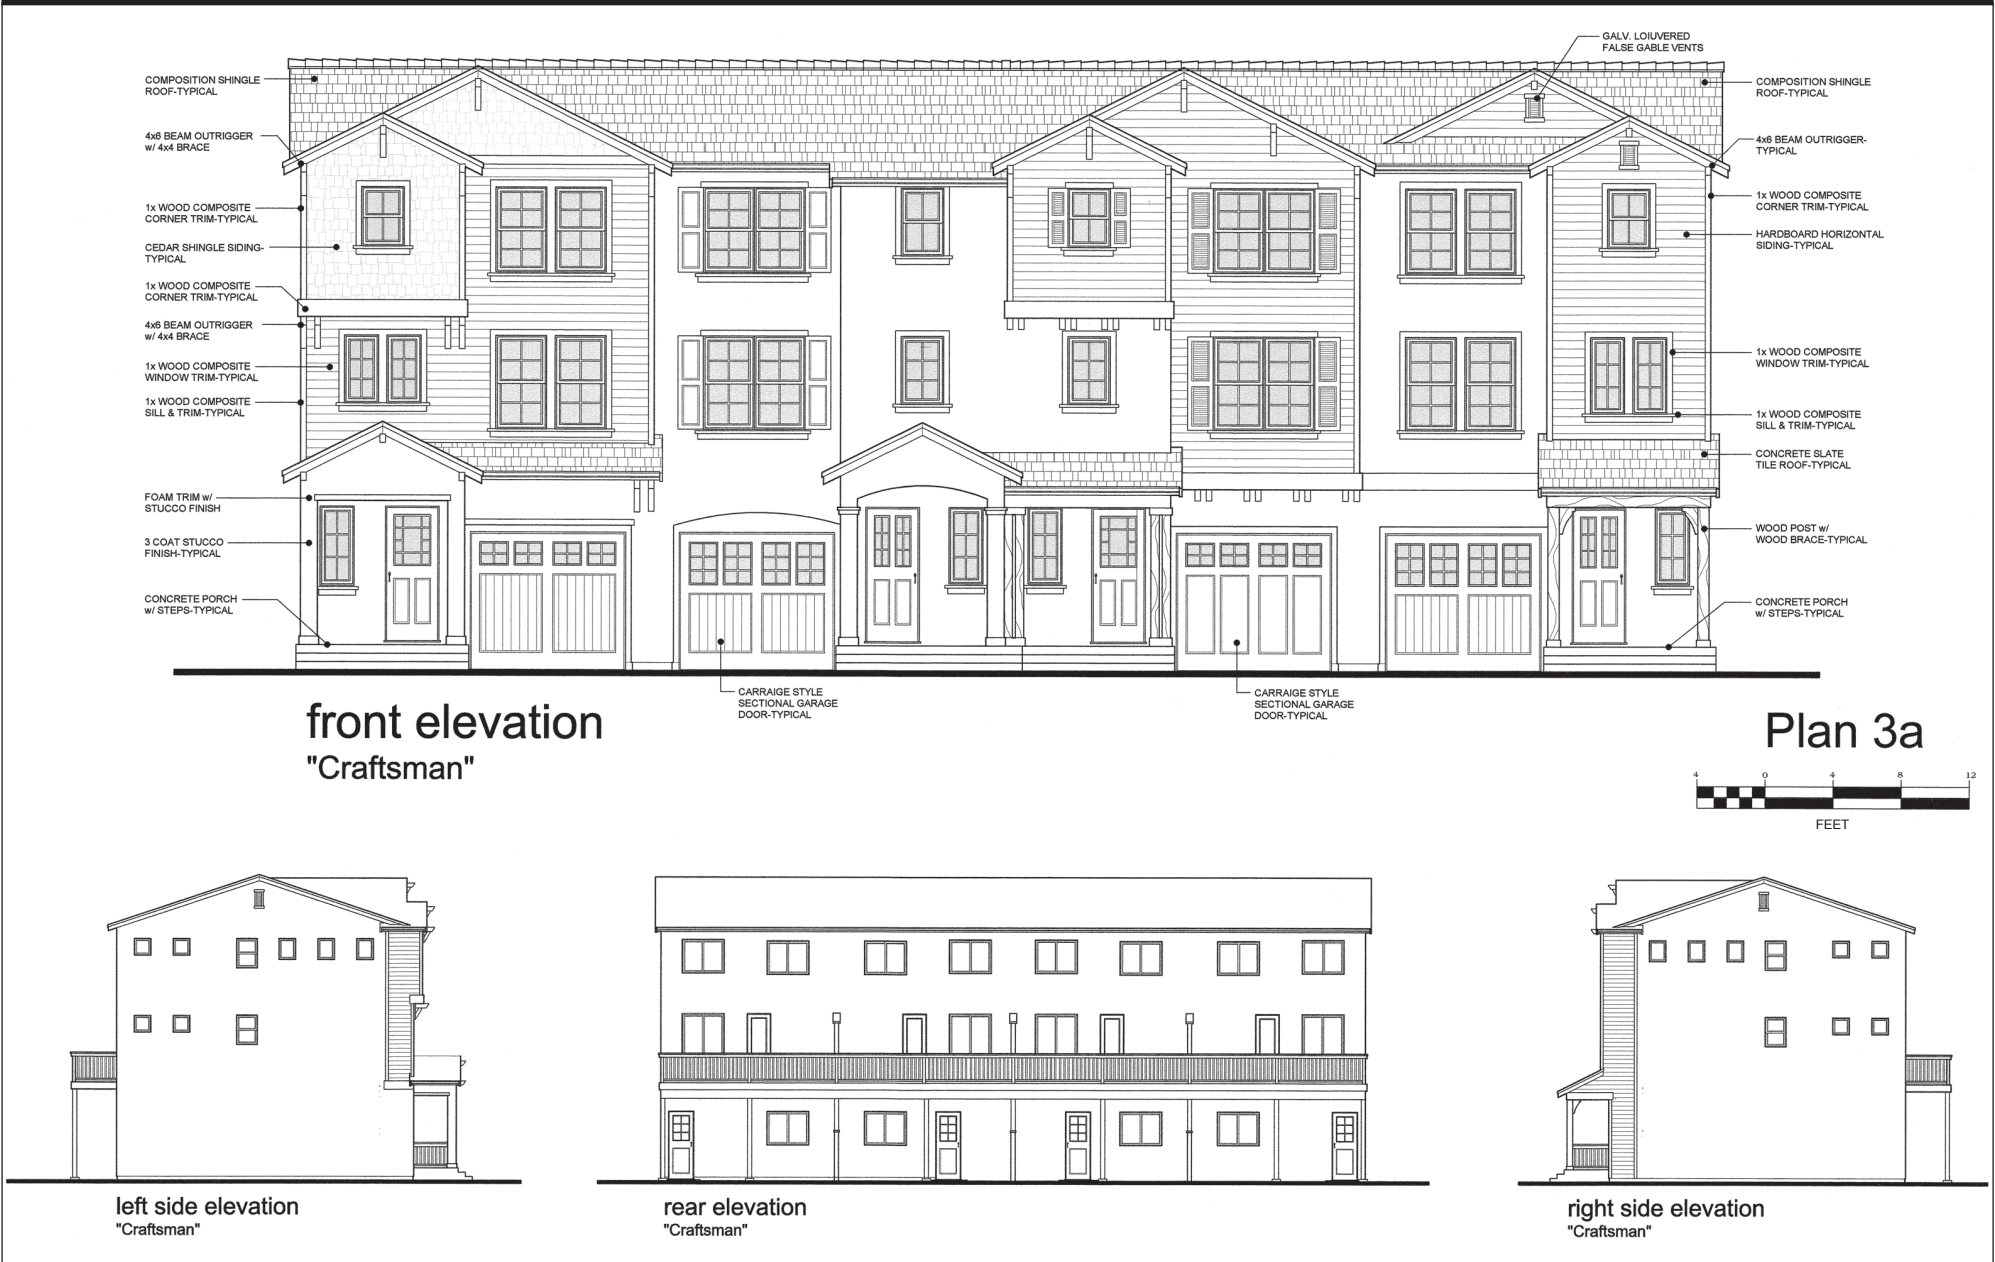 GALV. LOIUVERED
FALSE GABLE VENTS
COMPOSITION SHINGLE
ROOF-TYPICAL
4x6 BEAM OUTRIGGER
w/ 4x4 BRACE
1x WOOD COMPOSITE
CORNER TRIM-TYPICAL
CEDAR SHINGLE SIDING-
TYPICAL
1x WOOD COMPOSITE
CORNER TRIM-TYPICAL
4x6 BEAM OUTRIGGER
w/ 4x4 BRACE
1x WOOD COMPOSITE
WINDOW TRIM-TYPICAL
1x WOOD COMPOSITE
SILL & TRIM-TYPICAL
FOAM TRIM w/
STUCCO FINISH
3 COAT STUCCO
FINISH-TYPICAL
CONCRETE PORCH
w/ STEPS-TYPICAL
COMPOSITION SHINGLE
ROOF-TYPICAL
4x6 BEAM OUTRIGGER-
TYPICAL
1x WOOD COMPOSITE
CORNER TRIM-TYPICAL
HARDBOARD HORIZONTAL
SIDING-TYPICAL
1x WOOD COMPOSITE
WINDOW TRIM-TYPICAL
1x WOOD COMPOSITE
SILL & TRIM-TYPICAL
CONCRETE SLATE
TILE ROOF-TYPICAL
WOOD POST w/
WOOD BRACE-TYPICAL
CONCRETE PORCH
w/ STEPS-TYPICAL
CARRAIGE STYLE
SECTIONAL GARAGE
DOOR-TYPICAL
CARRAIGE STYLE
SECTIONAL GARAGE
DOOR-TYPICAL
front elevation
"Craftsman"
Plan 3a
4 0 4 8 12
FEET
left side elevation
"Craftsman"
rear elevation
"Craftsman"
right side elevation
"Craftsman"